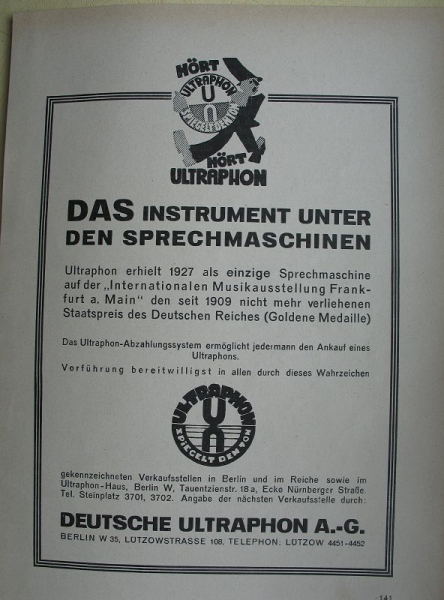 HÖRT
ULTRAPHON
SPIEGELT DEN TON
HÖRT
ULTRAPHON
DAS INSTRUMENT UNTER
DEN SPRECHMASCHINEN
Ultraphon erhielt 1927 als einzige Sprechmaschine
auf der „Internationalen Musikausstellung Frank-
furt a. Main" den seit 1909 nicht mehr verliehenen
Staatspreis des Deutschen Reiches (Goldene Medaille)
Das Ultraphon-Abzahlungssystem ermöglicht jedermann den Ankauf eines
Ultraphons.
Vorführung bereitwilligst in allen durch dieses Wahrzeichen
ULTRAPHON
SPIEGELT DEN TON
gekennzeichneten Verkaufsstellen in Berlin und im Reiche sowie im
Ultraphon-Haus, Berlin W, Tauentzienstr. 18a, Ecke Nürnberger Straße.
Tel. Steinplatz 3701, 3702. Angabe der nächsten Verkaufsstelle durch:
DEUTSCHE ULTRAPHON A.-G.
BERLIN W 35, LÜTZOWSTRASSE 108, TELEPHON: LÜTZOW 4451-4452
141